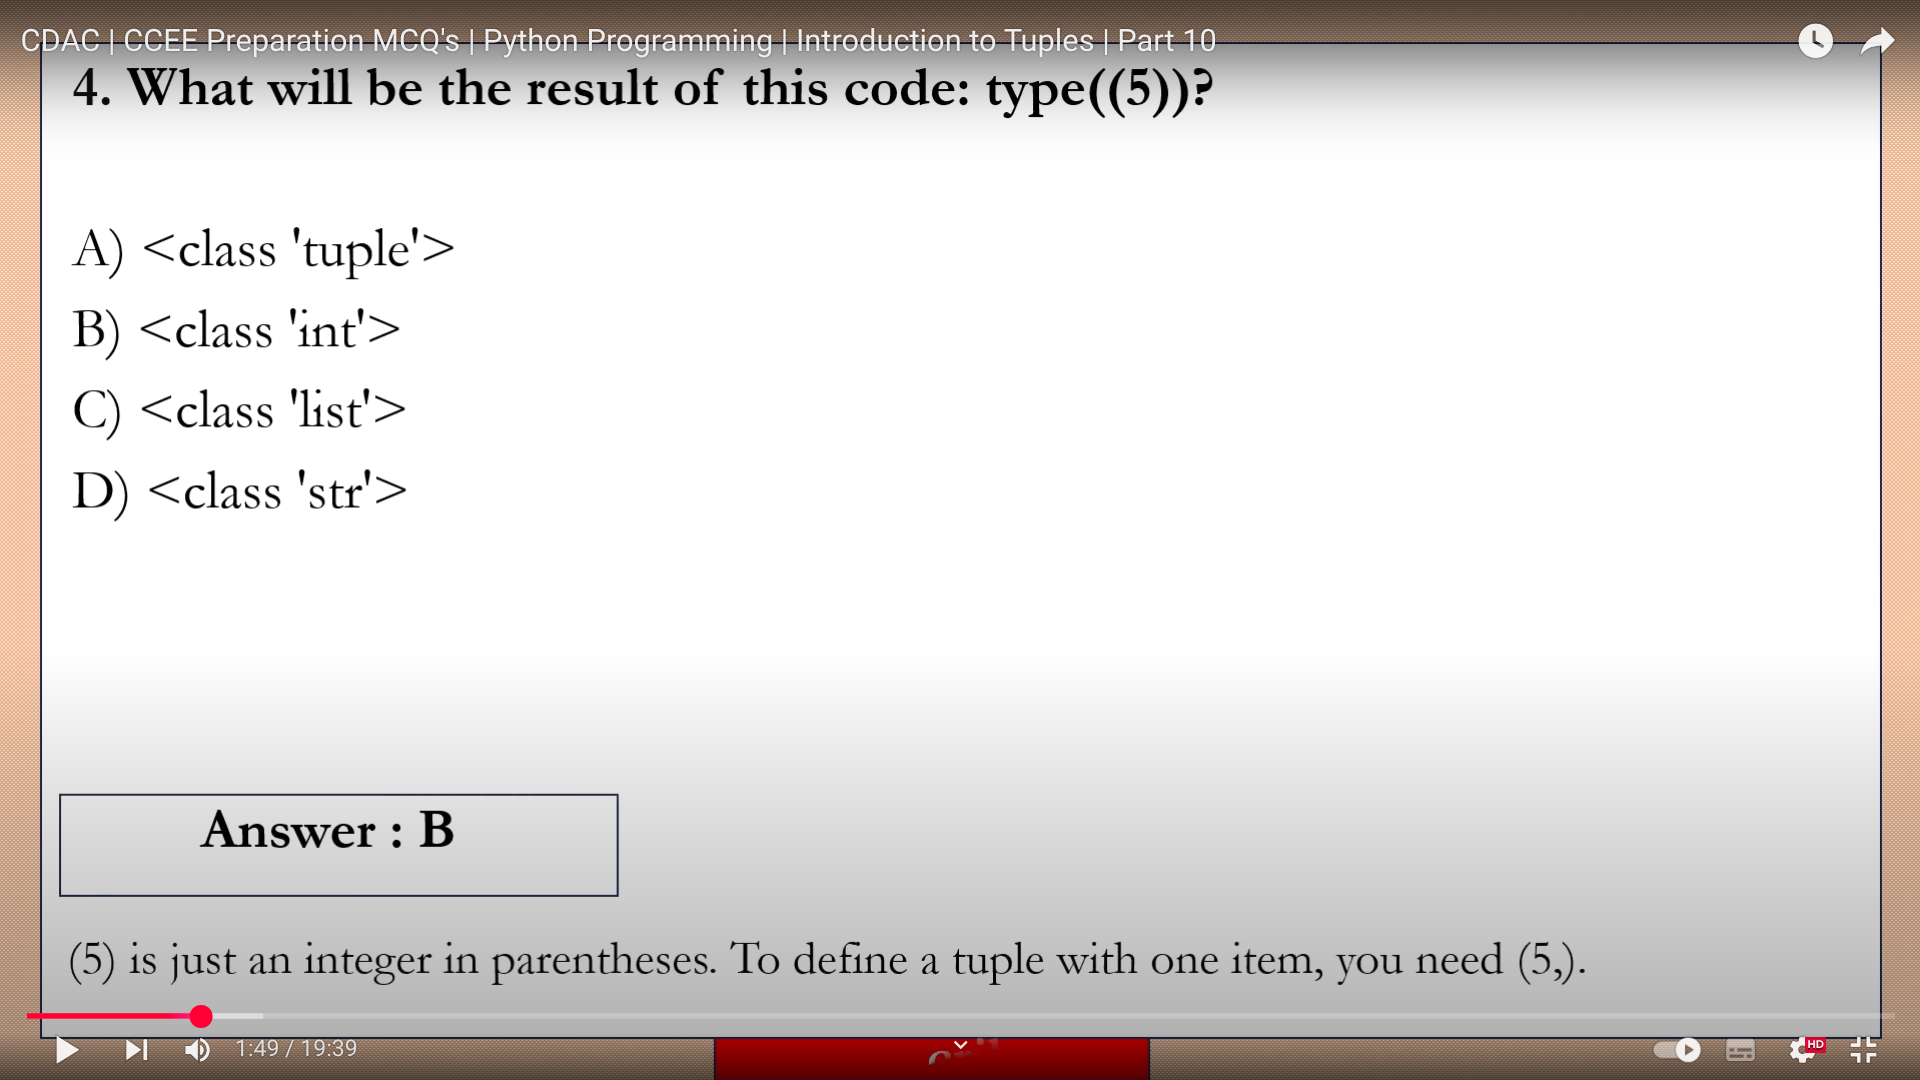 CDAC | CCEE Preparation MCQ's | Python Programming | Introduction to Tuples | Part 10
4. What will be the result of this code: type((5))?
A) <class 'tuple'>
B) <class 'int'>
C) <class 'list'>
D) <class 'str'>
Answer : B
(5) is just an integer in parentheses. To define a tuple with one item, you need (5,).
1:49 / 19:39
HD